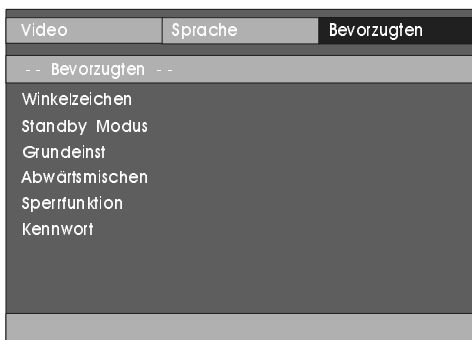 Video Sprache Bevorzugten
- - Bevorzugten - -
Winkelzeichen
Standby Modus
Grundeinst
Abwärtsmischen
Sperrfunktion
Kennwort